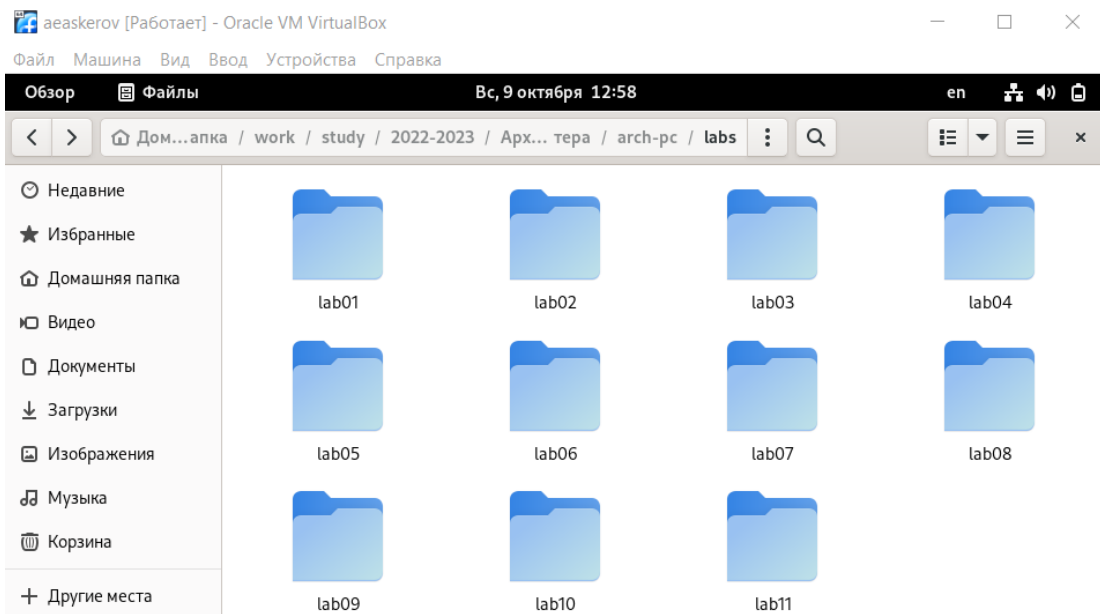 aeaskerov [Работает] - Oracle VM VirtualBox
Файл Машина Вид Ввод Устройства Справка
Обзор Файлы Вс, 9 октября 12:58 en
Дом...апка / work / study / 2022-2023 / Арх... тера / arch-pc / labs
Недавние
Избранные
Домашняя папка
Видео
Документы
Загрузки
Изображения
Музыка
Корзина
Другие места
lab01 lab02 lab03 lab04
lab05 lab06 lab07 lab08
lab09 lab10 lab11